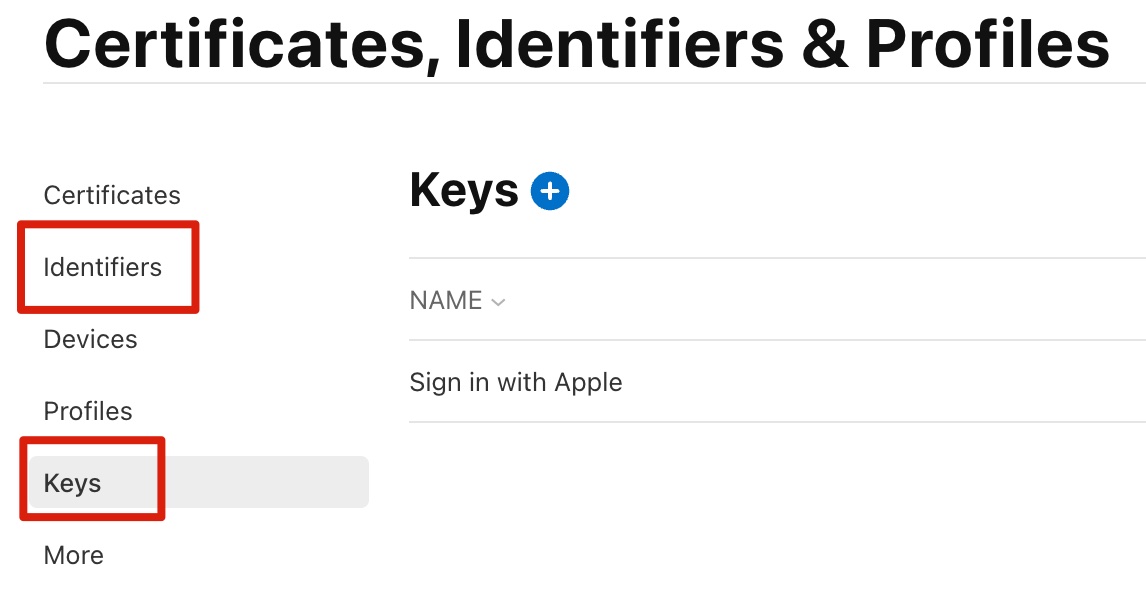 Certificates, Identifiers & Profiles
Certificates
Identifiers
Devices
Profiles
Keys
More
Keys
NAME
Sign in with Apple